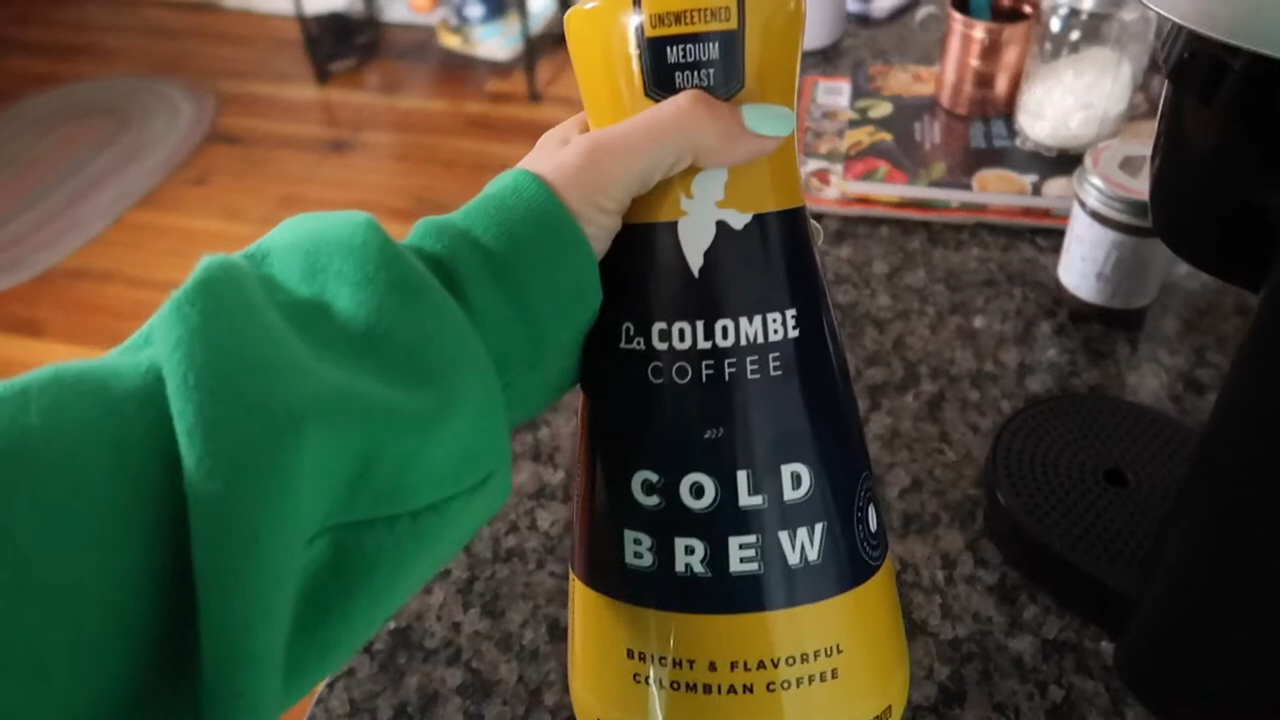 UNSWEETENED
MEDIUM
ROAST
La COLOMBE
COFFEE
COLD
BREW
BRIGHT & FLAVORFUL
COLOMBIAN COFFEE